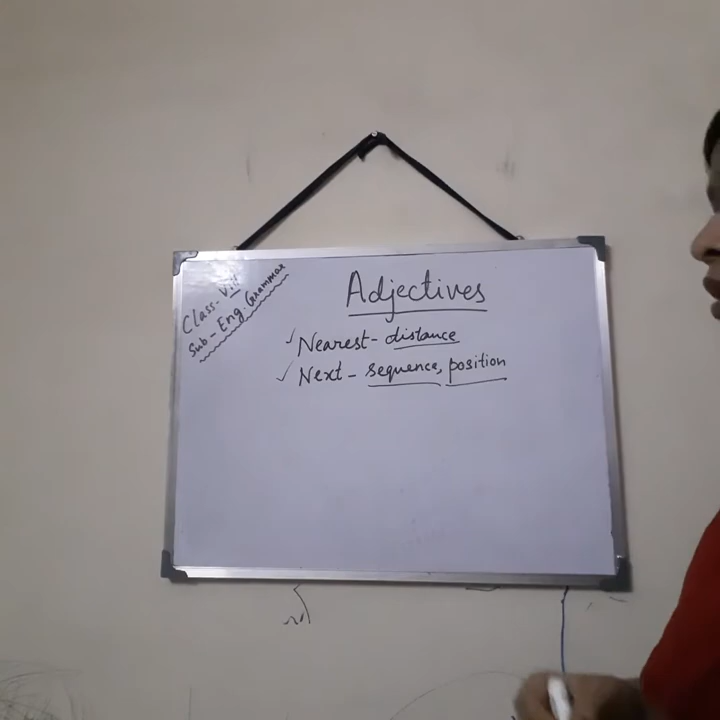 Class- VII
Sub- Eng. Grammar
Adjectives
✓ Nearest- distance
✓ Next - sequence, position